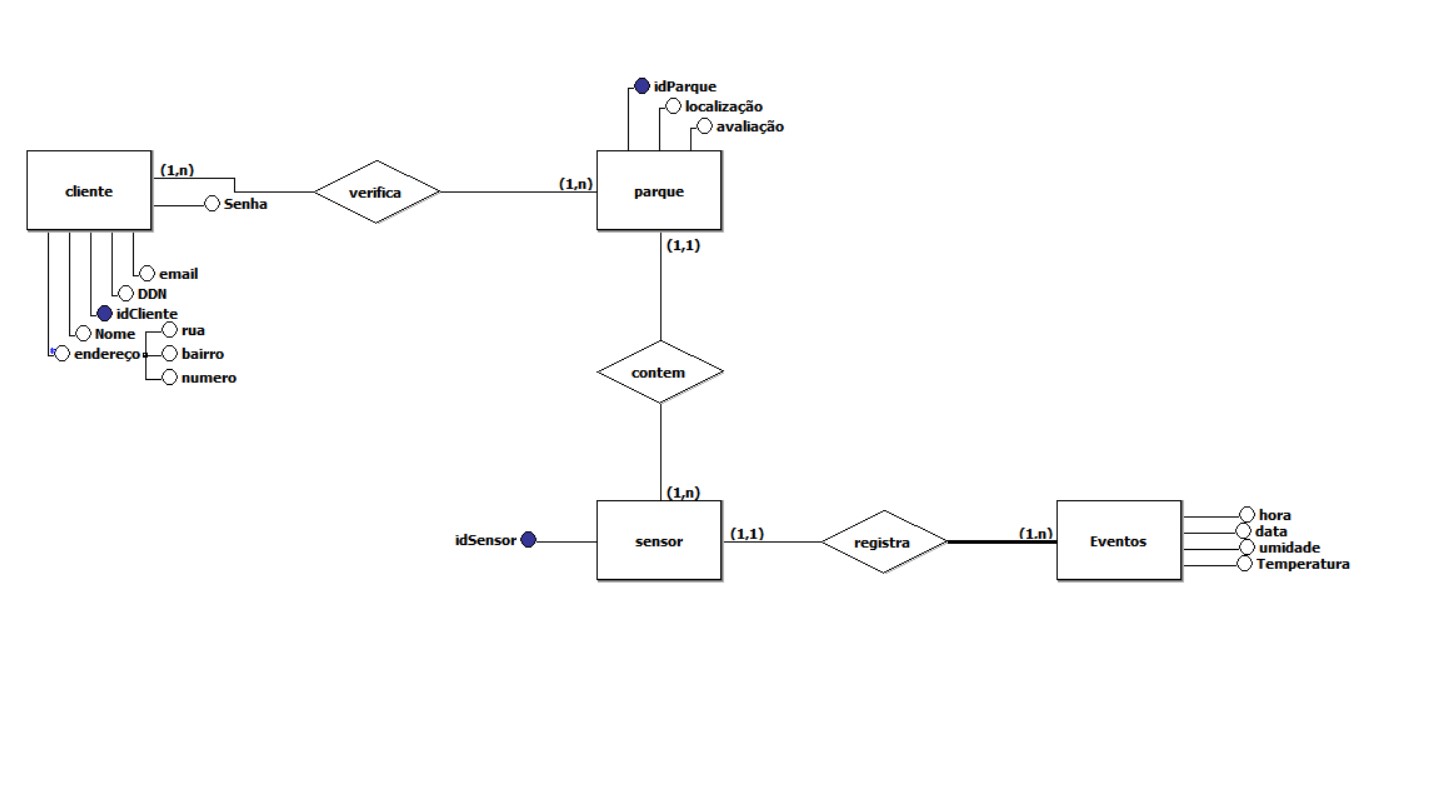 idParque
localização
avaliação
cliente
(1,n)
verifica
(1,n)
parque
Senha
(1,1)
email
DDN
idCliente
Nome
endereço
rua
bairro
numero
contem
(1,n)
idSensor
sensor
(1,1)
registra
(1,n)
Eventos
hora
data
umidade
Temperatura